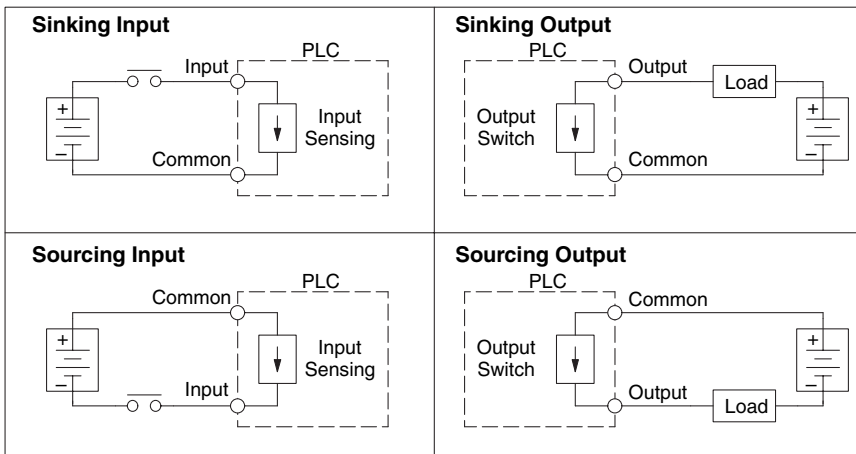 Sinking Input
PLC
Input
+
–
Input
Sensing
Common
Sinking Output
PLC
Output
Load
+
–
Output
Switch
Common
Sourcing Input
PLC
Common
+
–
Input
Sensing
Input
Sourcing Output
PLC
Common
+
–
Output
Switch
Output
Load